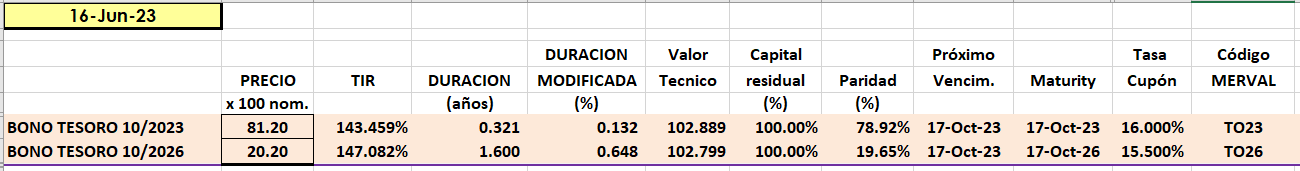 16-Jun-23
DURACION Valor Capital Próximo Tasa Código
PRECIO TIR DURACION MODIFICADA Tecnico residual Paridad Vencim. Maturity Cupón MERVAL
x 100 nom. (años) (%) (%) (%)
BONO TESORO 10/2023 81.20 143.459% 0.321 0.132 102.889 100.00% 78.92% 17-Oct-23 17-Oct-23 16.000% TO23
BONO TESORO 10/2026 20.20 147.082% 1.600 0.648 102.799 100.00% 19.65% 17-Oct-23 17-Oct-26 15.500% TO26